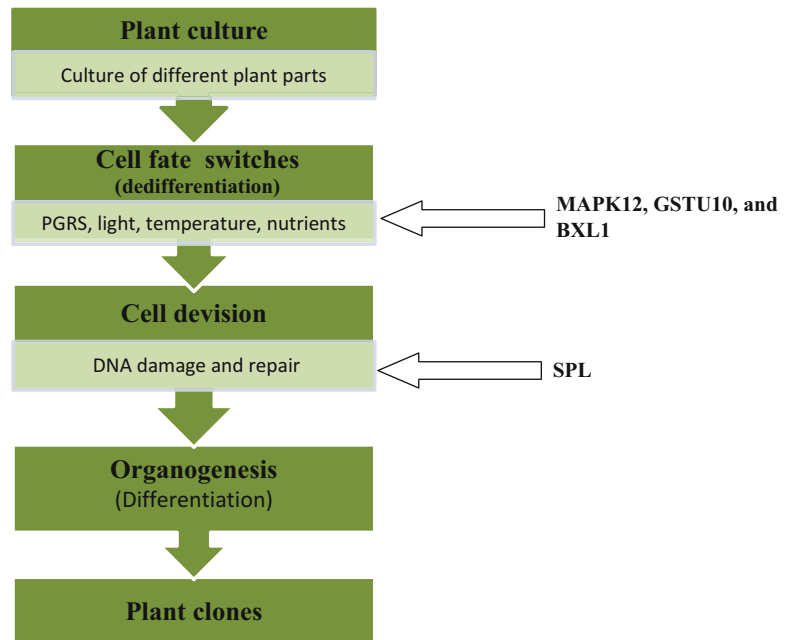 Plant culture
Culture of different plant parts
Cell fate switches
(dedifferentiation)
PGRS, light, temperature, nutrients
MAPK12, GSTU10, and
BXL1
Cell devision
DNA damage and repair
SPL
Organogenesis
(Differentiation)
Plant clones